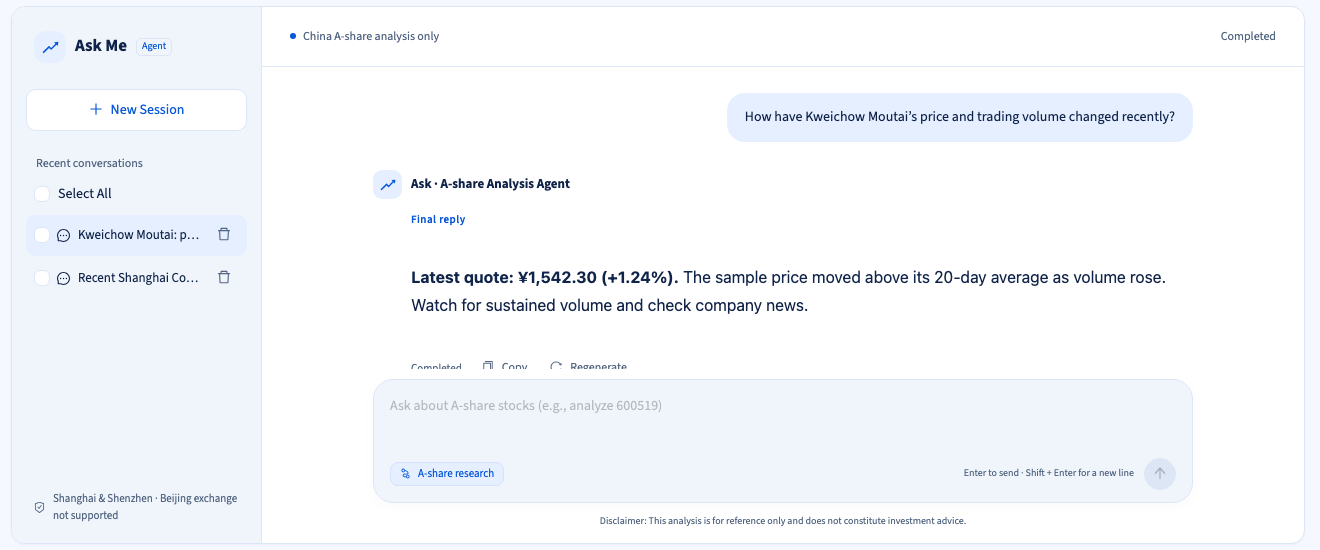 Ask Me
Agent
New Session
Recent conversations
Select All
Kweichow Moutai: p…
Recent Shanghai Co…
Shanghai & Shenzhen · Beijing exchange
not supported
China A-share analysis only
Completed
How have Kweichow Moutai’s price and trading volume changed recently?
Ask · A-share Analysis Agent
Final reply
Latest quote: ¥1,542.30 (+1.24%). The sample price moved above its 20-day average as volume rose.
Watch for sustained volume and check company news.
Completed Copy Regenerate
Ask about A-share stocks (e.g., analyze 600519)
A-share research
Enter to send · Shift + Enter for a new line
Disclaimer: This analysis is for reference only and does not constitute investment advice.